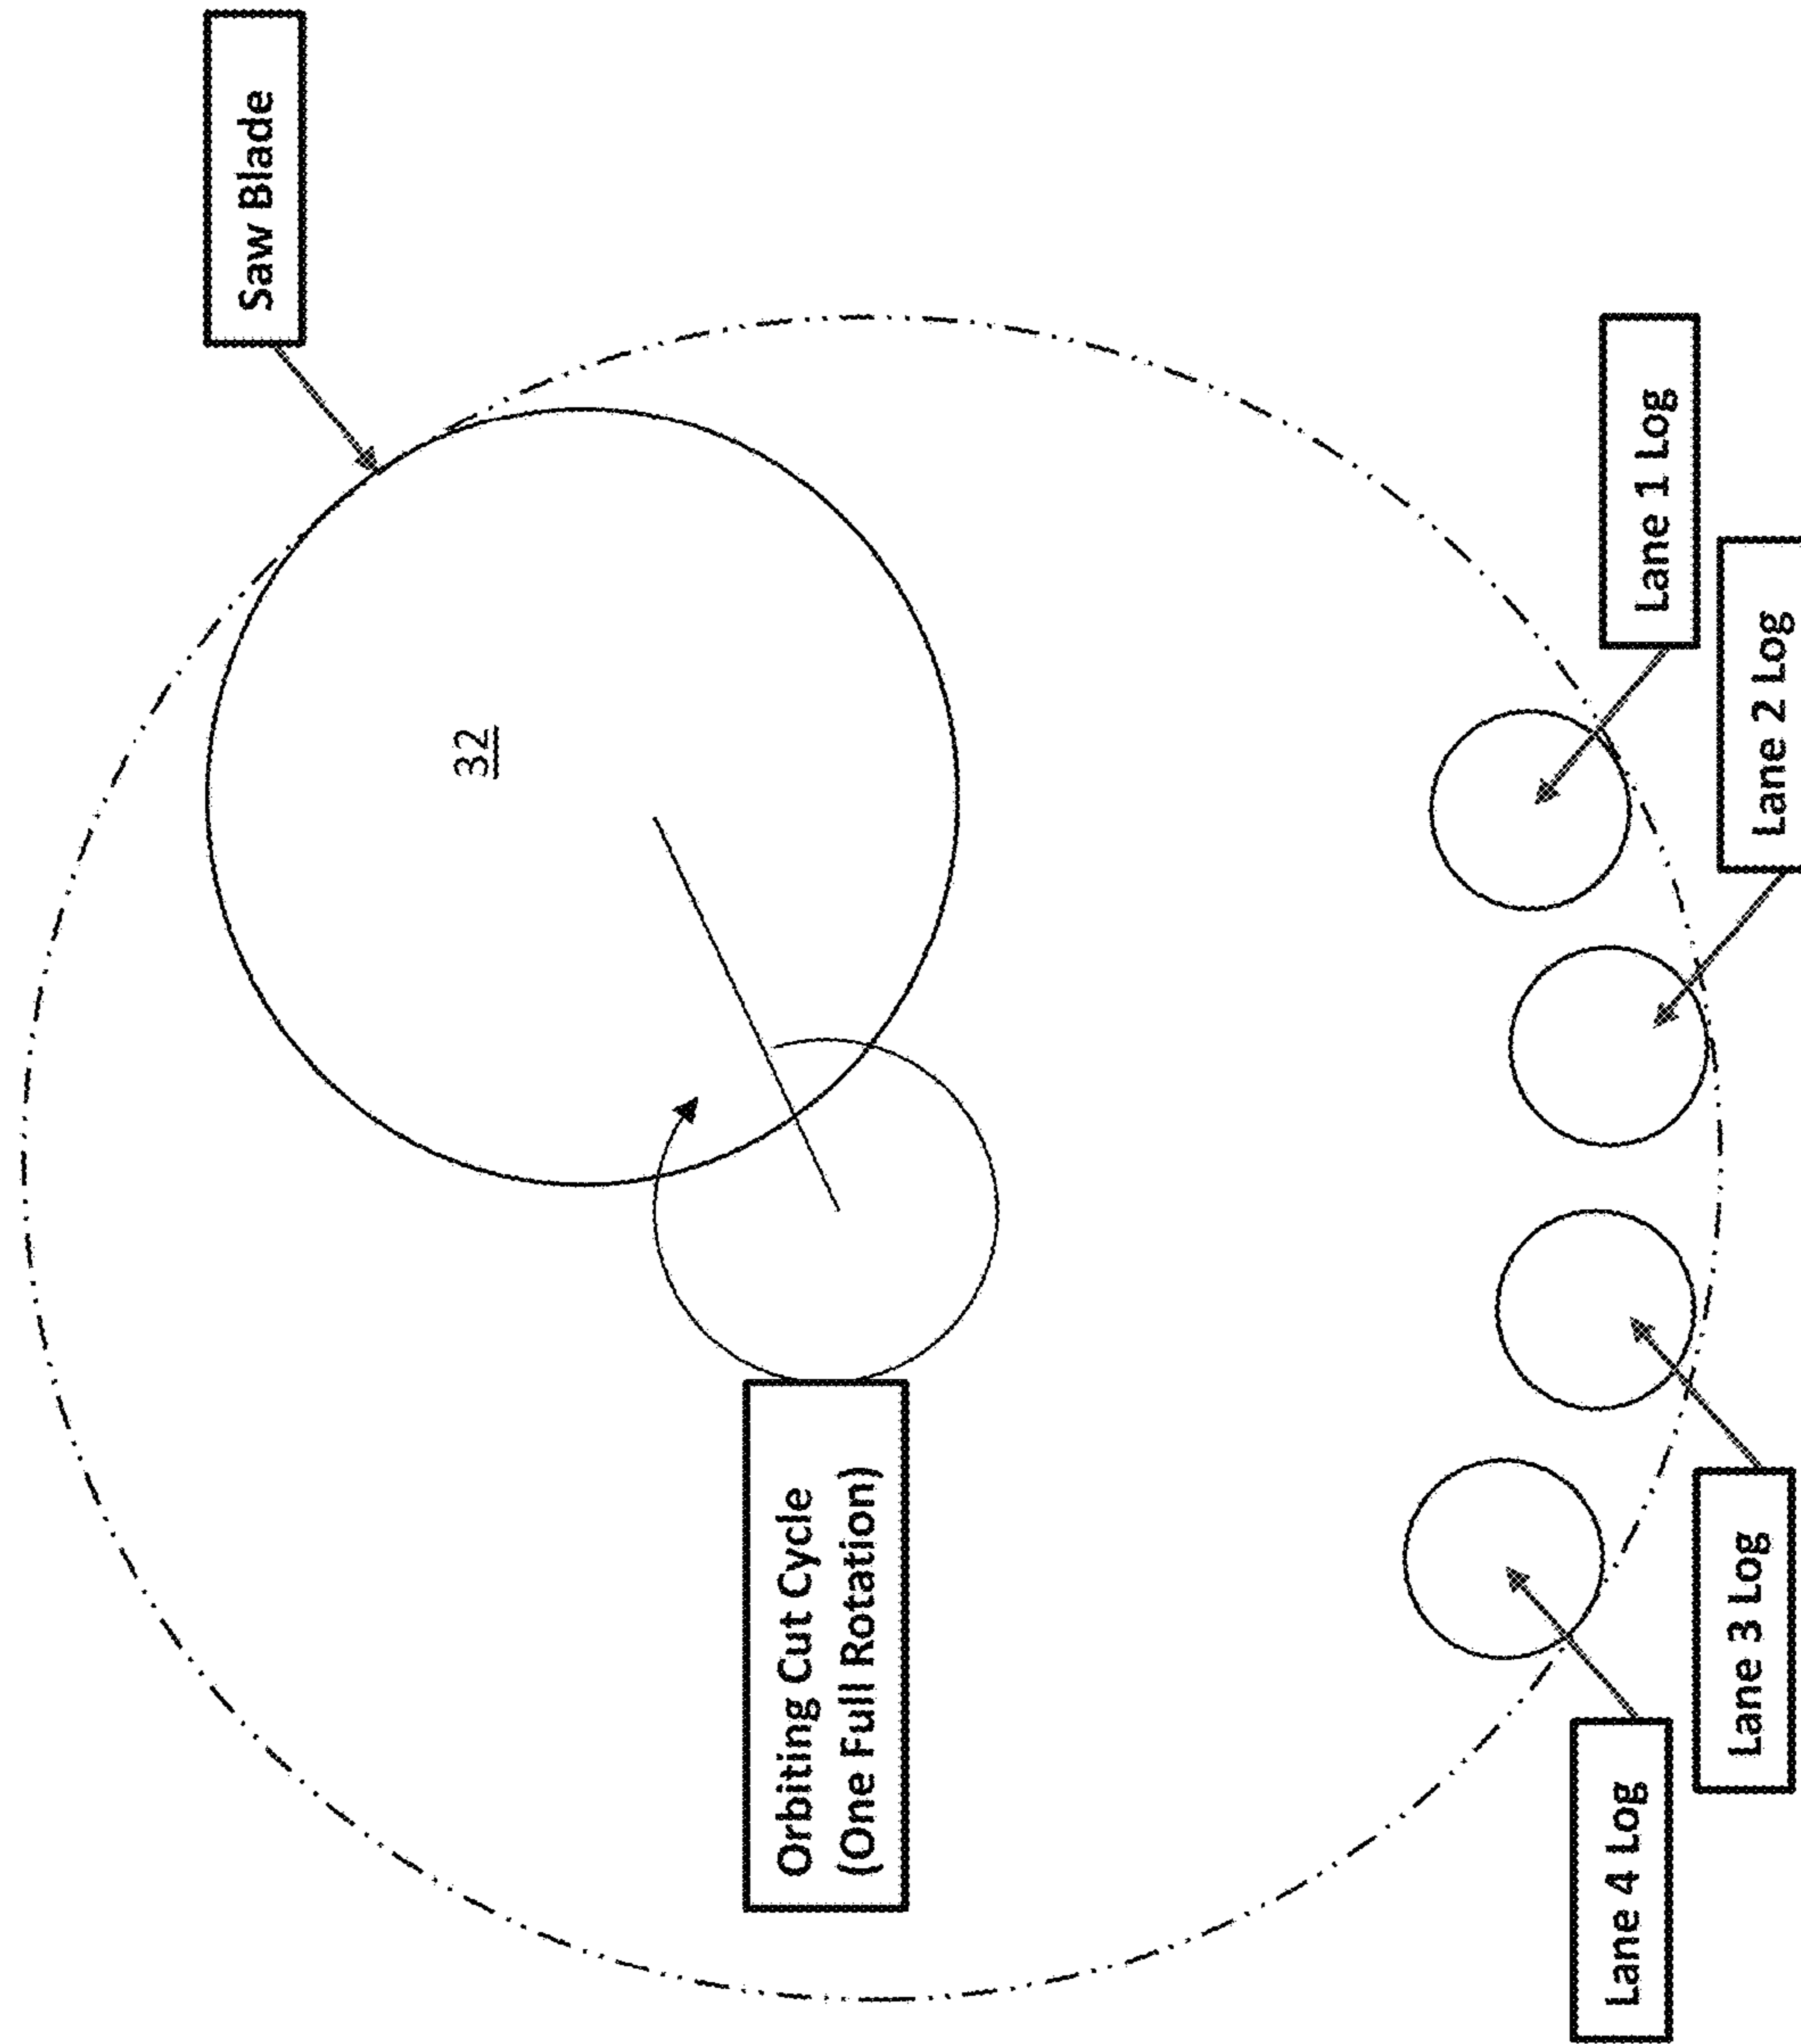 Saw Blade
32
Orbiting Cut Cycle
(One Full Rotation)
Lane 1 Log
Lane 2 Log
Lane 3 Log
Lane 4 Log